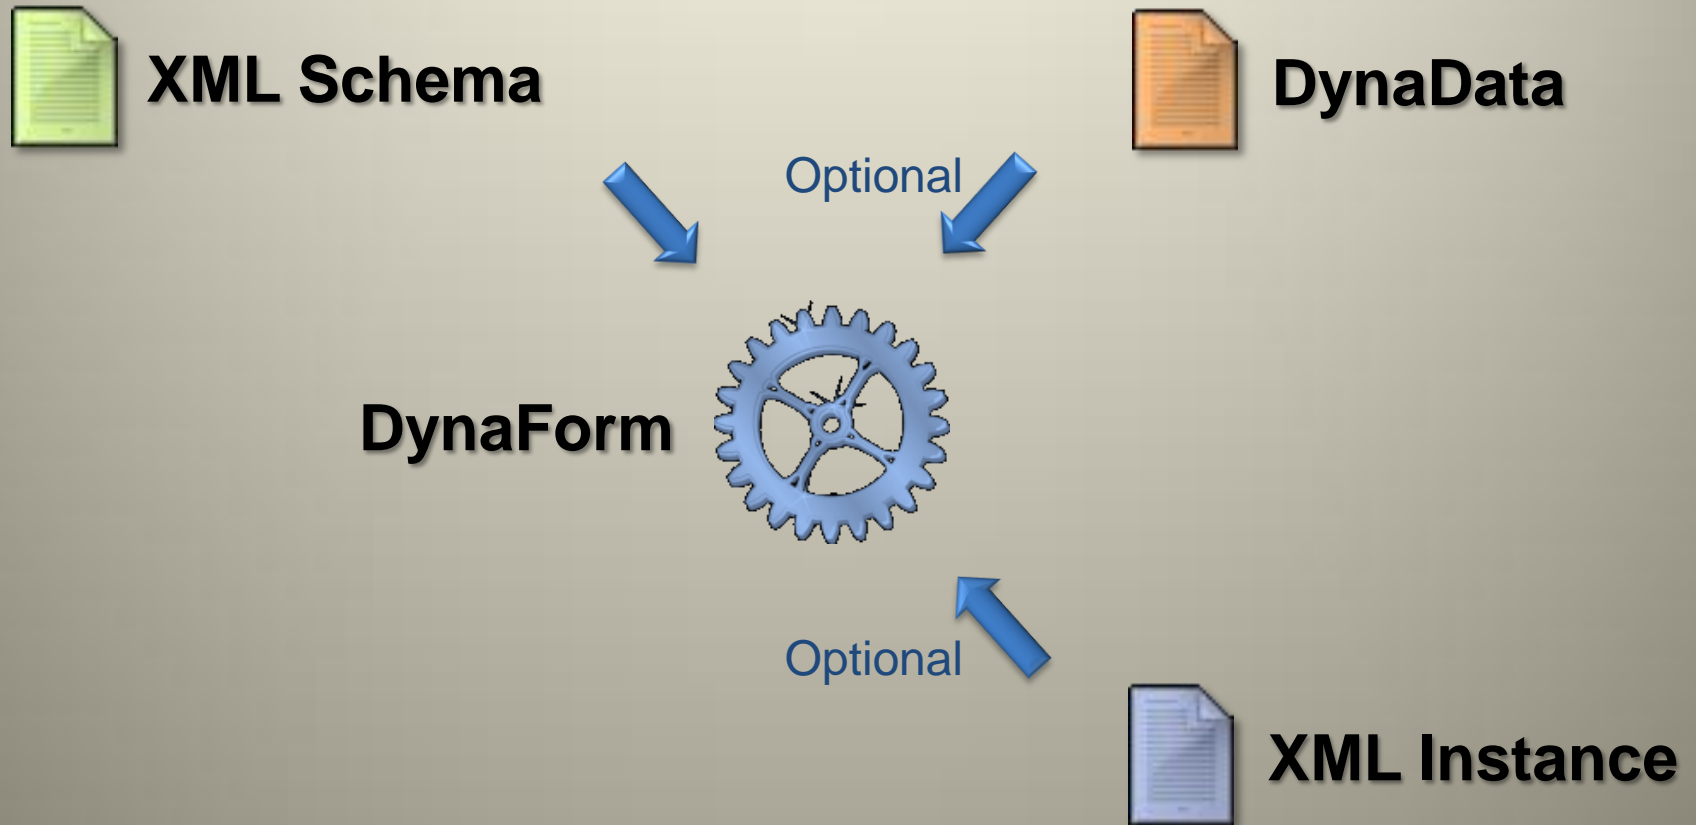 XML Schema
DynaData
Optional
DynaForm
Optional
XML Instance